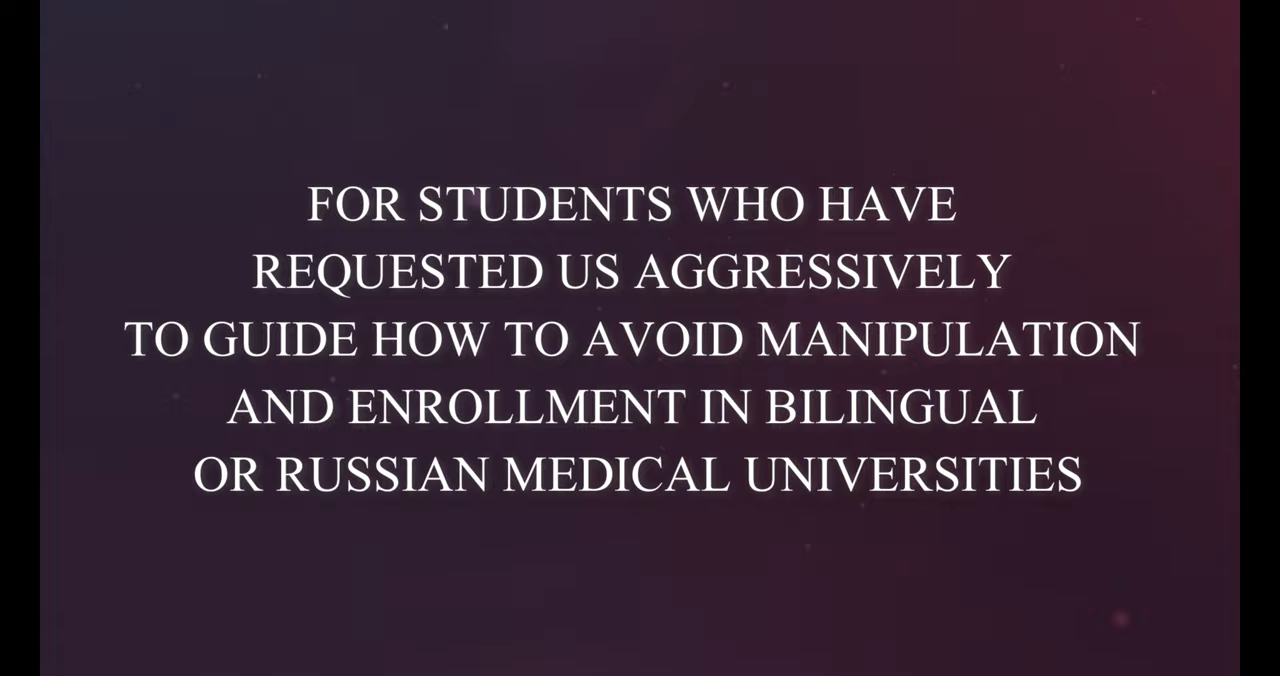 FOR STUDENTS WHO HAVE
REQUESTED US AGGRESSIVELY
TO GUIDE HOW TO AVOID MANIPULATION
AND ENROLLMENT IN BILINGUAL
OR RUSSIAN MEDICAL UNIVERSITIES